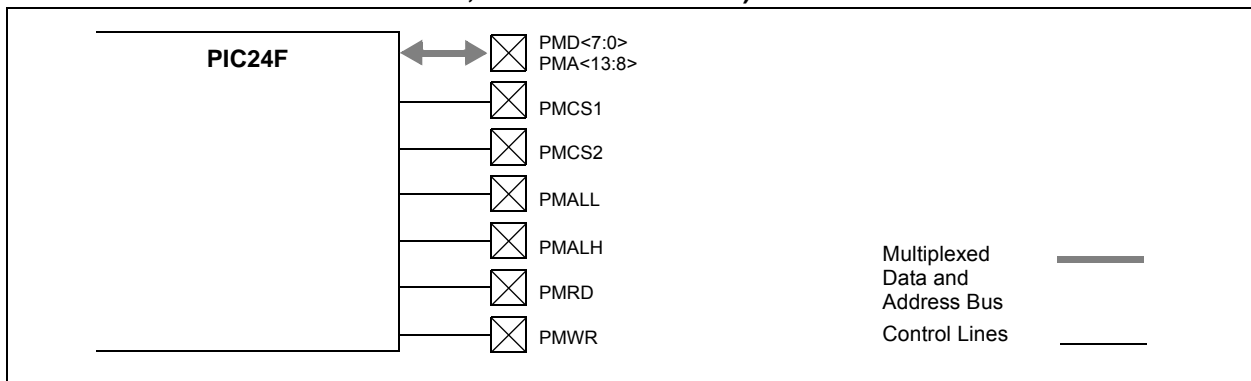 PIC24F
PMD<7:0>
PMA<13:8>
PMCS1
PMCS2
PMALL
PMALH
PMRD
PMWR
Multiplexed
Data and
Address Bus
Control Lines